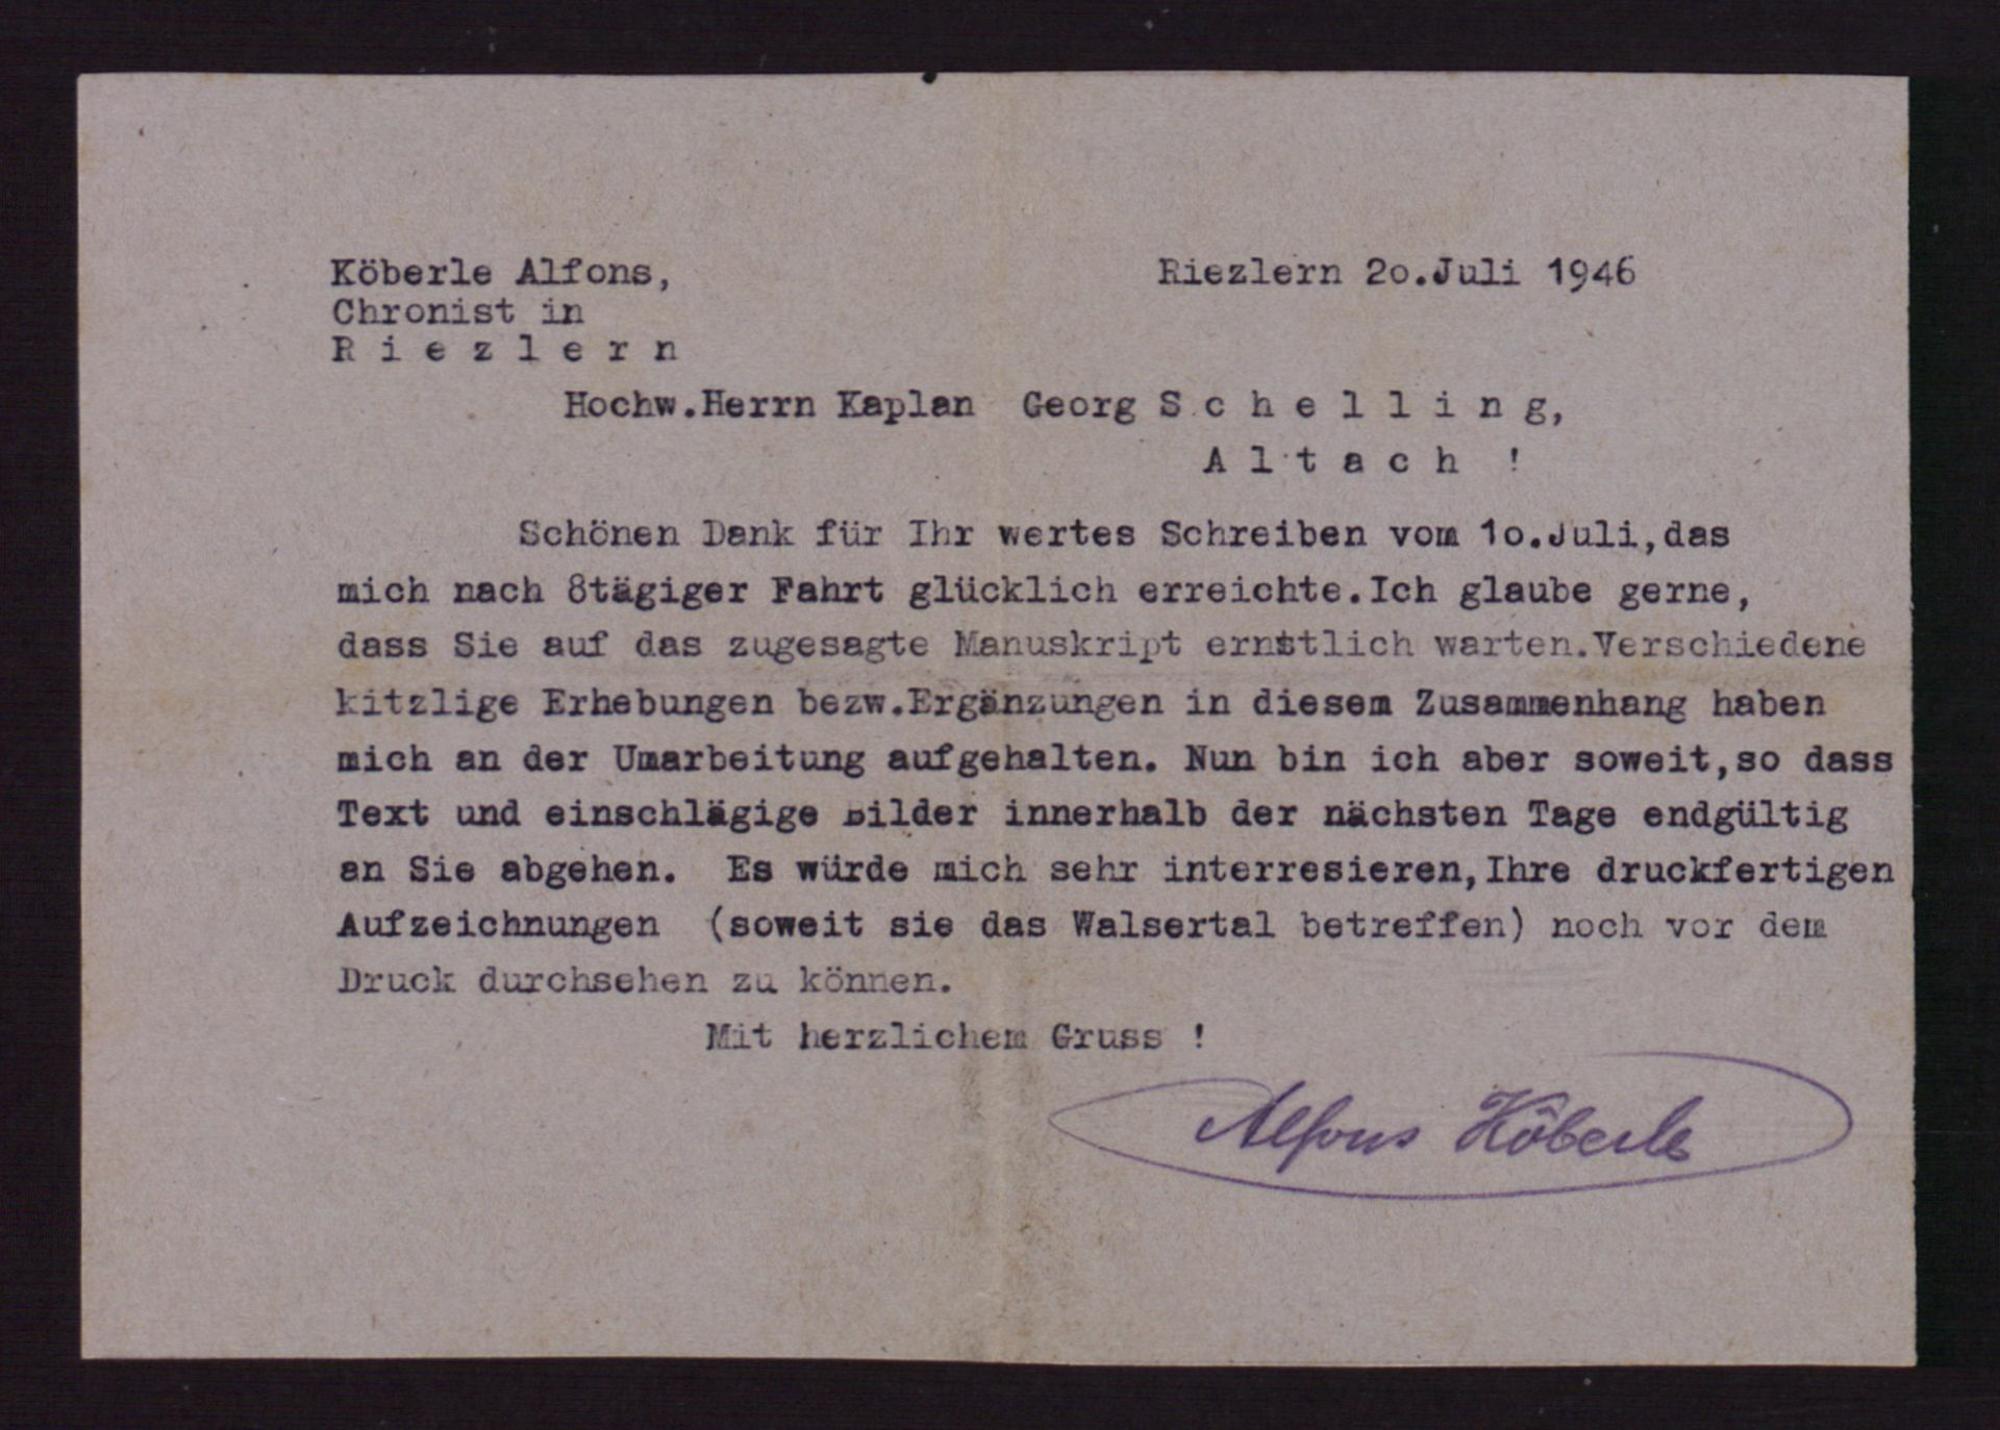 Köberle Alfons,
Riezlern 2o.Juli 1946
Chronist in
R i e z l e r n
Hochw.Herrn Kaplan Georg S c h e l l i n g,
A l t a c h !
Schönen Dank für Ihr wertes Schreiben vom 1o.Juli,das
mich nach 8tägiger Fahrt glücklich erreichte.Ich glaube gerne,
dass Sie auf das zugesagte Manuskript ernstlich warten.Verschiedene
kitzlige Erhebungen bezw.Ergänzungen in diesem Zusammenhang haben
mich an der Umarbeitung aufgehalten. Nun bin ich aber soweit,so dass
Text und einschlägige Bilder innerhalb der nächsten Tage endgültig
an Sie abgehen. Es würde mich sehr interresieren,Ihre druckfertigen
Aufzeichnungen (soweit sie das Walsertal betreffen) noch vor dem
Druck durchsehen zu können.
Mit herzlichem Gruss !
Alfons Köberle